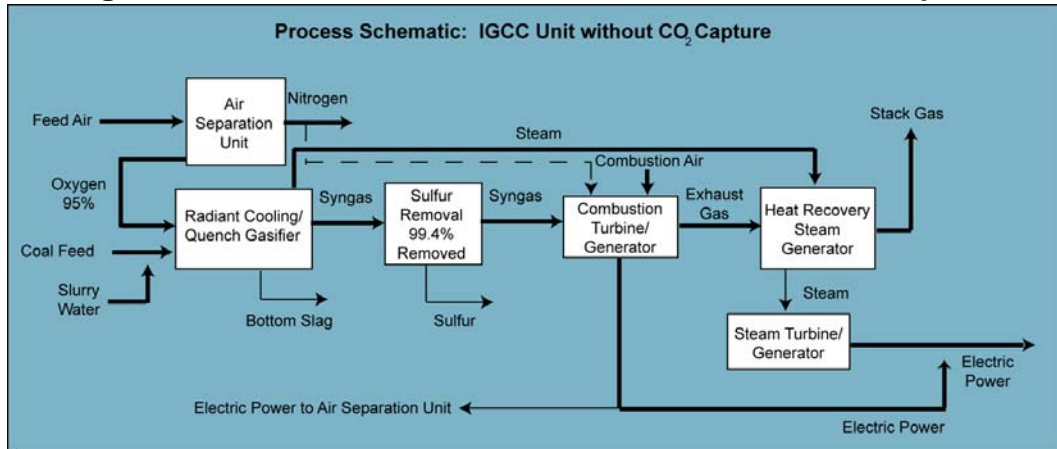 Process Schematic: IGCC Unit without CO2 Capture
Air
Separation
Unit
Nitrogen
Feed Air
Stack Gas
Steam
Combustion Air
Oxygen
95%
Radiant Cooling/
Quench Gasifier
Syngas
Sulfur
Removal
99.4%
Removed
Syngas
Combustion
Turbine/
Generator
Exhaust
Gas
Heat Recovery
Steam
Generator
Coal Feed
Slurry
Water
Bottom Slag
Sulfur
Steam
Steam Turbine/
Generator
Electric
Power
Electric Power to Air Separation Unit
Electric Power